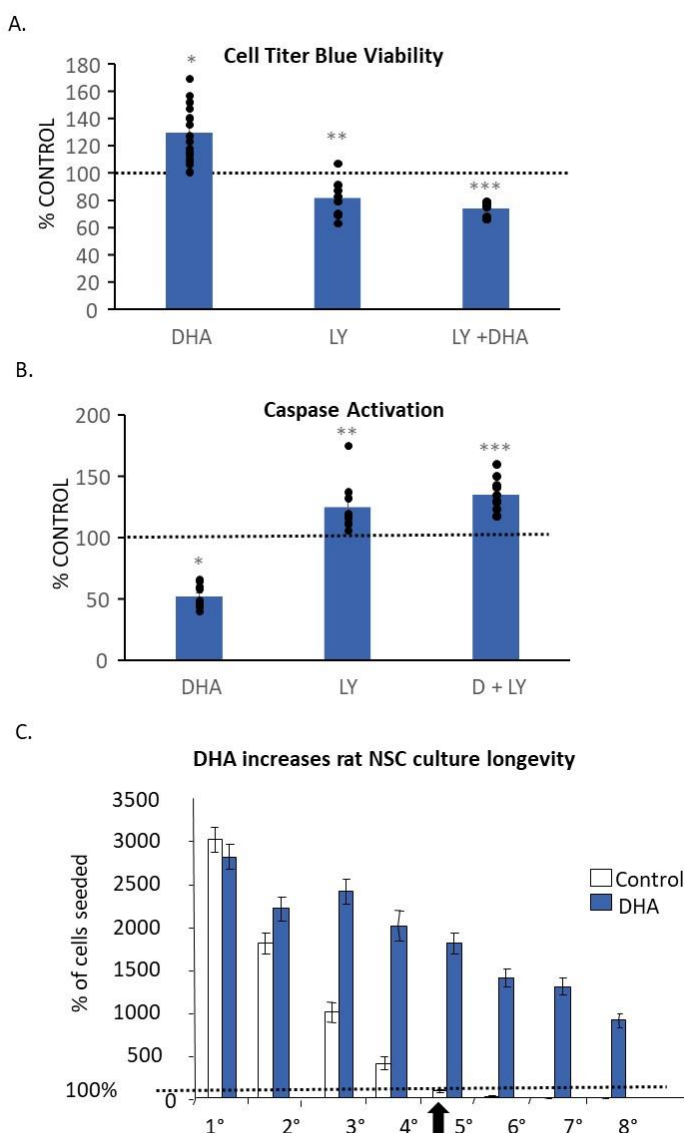 A.
Cell Titer Blue Viability
% CONTROL
180
160
140
120
100
80
60
40
20
0
*
**
***
DHA
LY
LY +DHA
B.
Caspase Activation
% CONTROL
200
150
100
50
0
*
**
***
DHA
LY
D + LY
C.
DHA increases rat NSC culture longevity
% of cells seeded
3500
3000
2500
2000
1500
1000
500
100%
0
Control
DHA
1° 2° 3° 4° 5° 6° 7° 8°